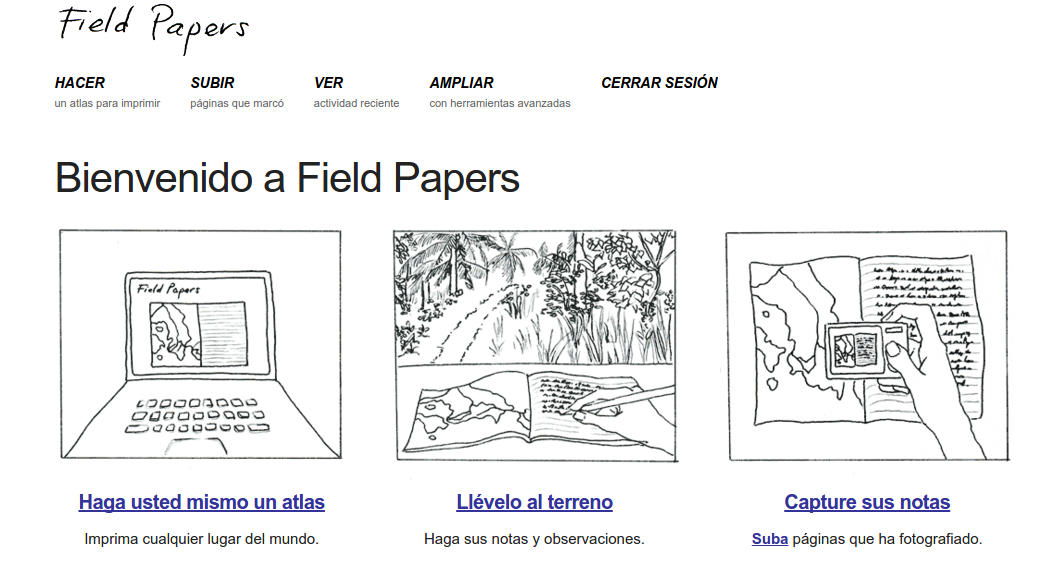 Field Papers
HACER SUBIR VER AMPLIAR CERRAR SESIÓN
un atlas para imprimir páginas que marcó actividad reciente con herramientas avanzadas
Bienvenido a Field Papers
Field Papers
Haga usted mismo un atlas Llévelo al terreno Capture sus notas
Imprima cualquier lugar del mundo. Haga sus notas y observaciones. Suba páginas que ha fotografiado.